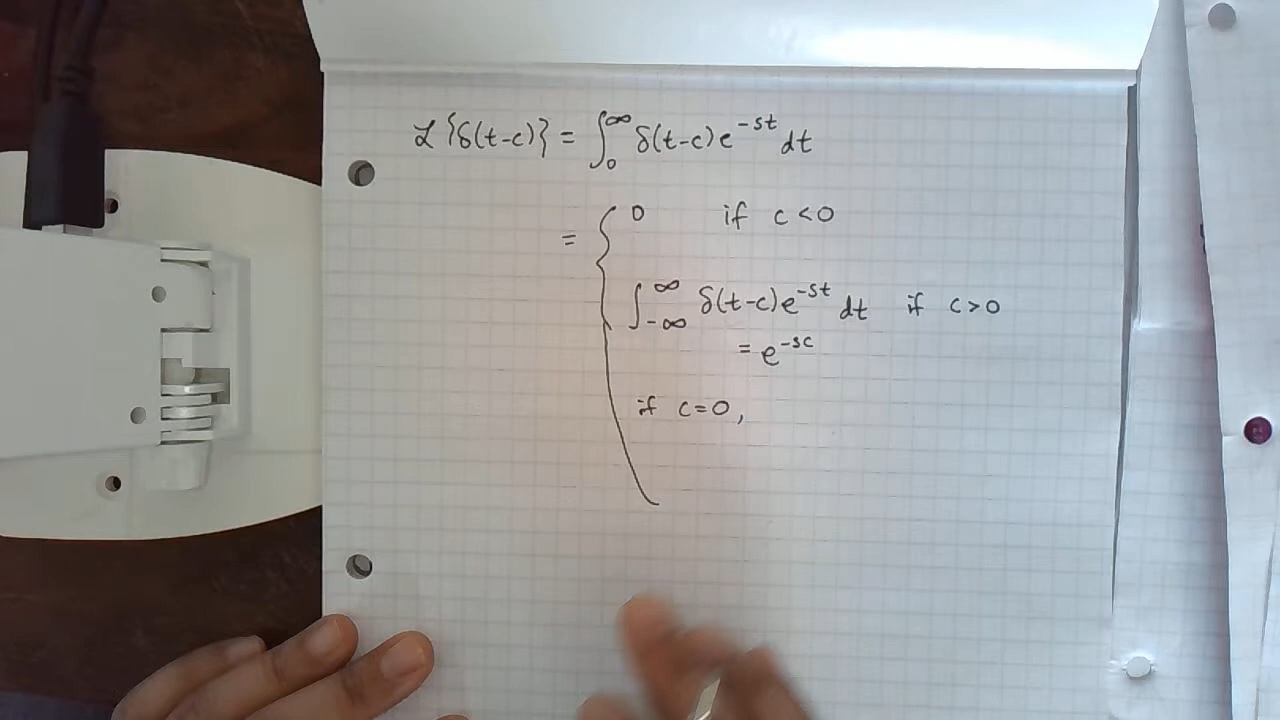 ℒ{δ(t-c)} = ∫₀^∞ δ(t-c)e^{-st} dt
= { 0 if c<0
∫_{-∞}^{∞} δ(t-c)e^{-st} dt if c>0
= e^{-sc}
if c=0,